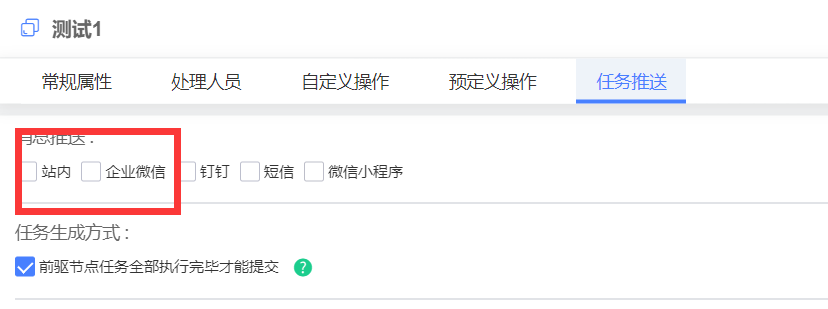 测试1
常规属性 处理人员 自定义操作 预定义操作 任务推送
消息推送 :
站内 企业微信 钉钉 短信 微信小程序
任务生成方式 :
前驱节点任务全部执行完毕才能提交 ?